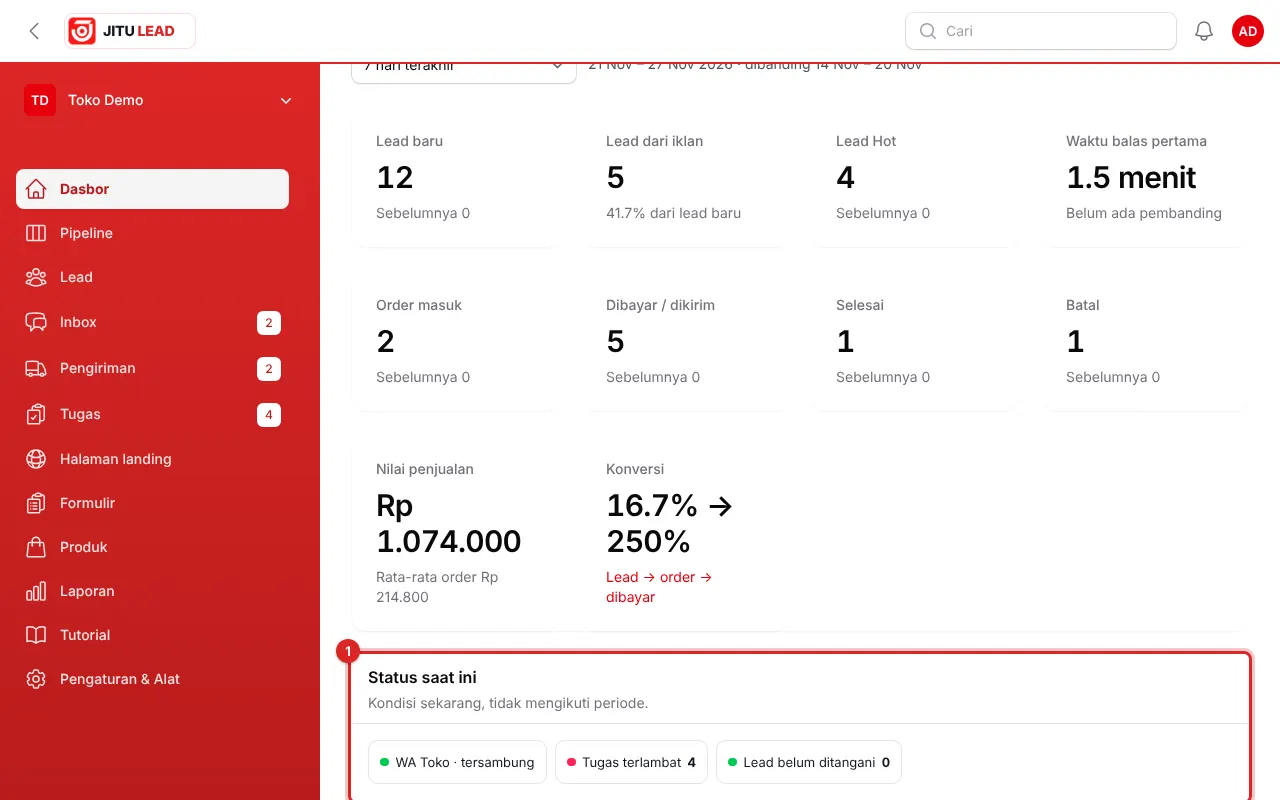 JITU LEAD
Cari
AD
TD
Toko Demo
Dasbor
Pipeline
Lead
Inbox
2
Pengiriman
2
Tugas
4
Halaman landing
Formulir
Produk
Laporan
Tutorial
Pengaturan & Alat
7 hari terakhir
21 Nov – 27 Nov 2026 · dibanding 14 Nov – 20 Nov
Lead baru
12
Sebelumnya 0
Lead dari iklan
5
41.7% dari lead baru
Lead Hot
4
Sebelumnya 0
Waktu balas pertama
1.5 menit
Belum ada pembanding
Order masuk
2
Sebelumnya 0
Dibayar / dikirim
5
Sebelumnya 0
Selesai
1
Sebelumnya 0
Batal
1
Sebelumnya 0
Nilai penjualan
Rp
1.074.000
Rata-rata order Rp
214.800
Konversi
16.7% →
250%
Lead → order →
dibayar
1
Status saat ini
Kondisi sekarang, tidak mengikuti periode.
WA Toko · tersambung
Tugas terlambat 4
Lead belum ditangani 0